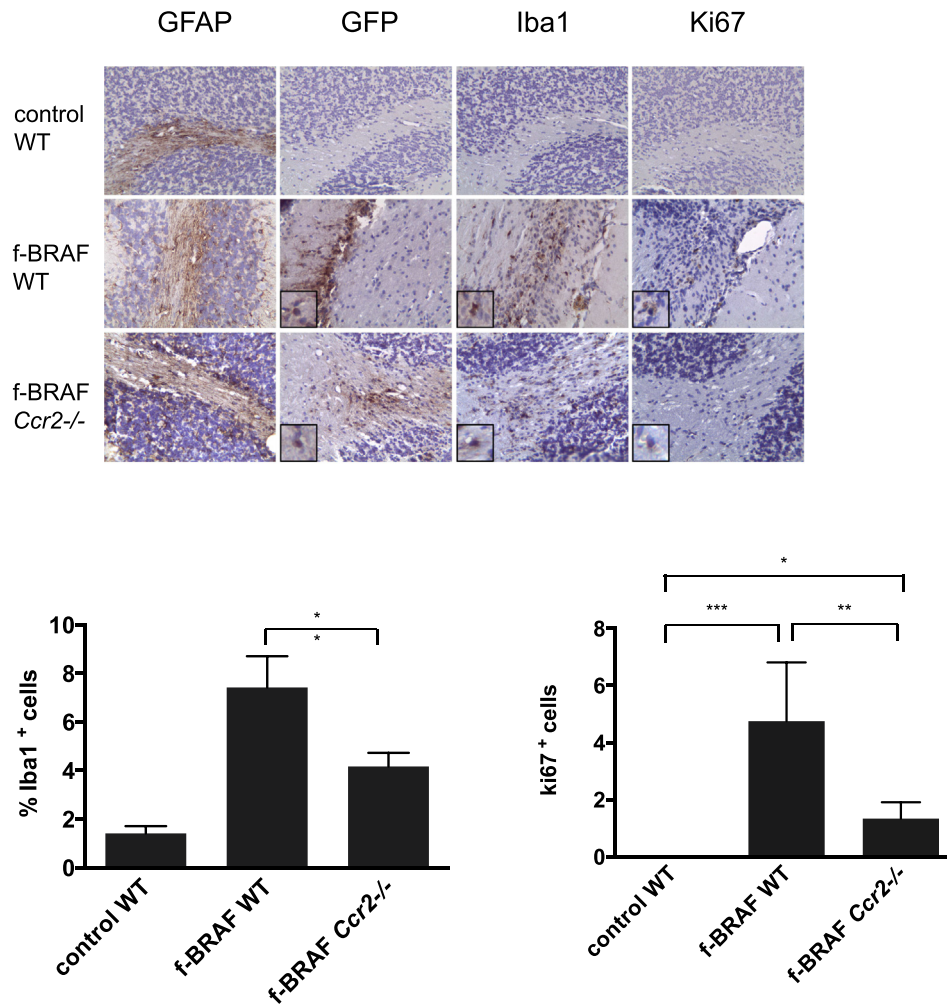 GFAP GFP Iba1 Ki67
control
WT
f-BRAF
WT
f-BRAF
Ccr2-/-
*
*
*
% Iba1 + cells
10
8
6
4
2
0
control WT
f-BRAF WT
f-BRAF Ccr2-/-
*** **
ki67 + cells
8
6
4
2
0
control WT
f-BRAF WT
f-BRAF Ccr2-/-